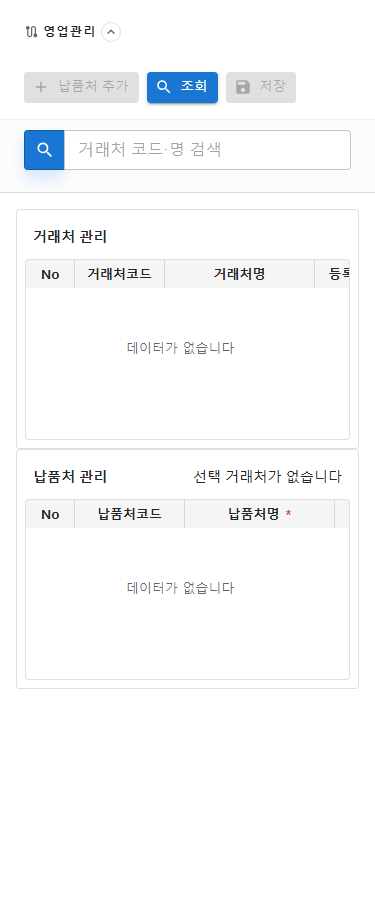 영업관리
납품처 추가
조회
저장
거래처 코드·명 검색
거래처 관리
No 거래처코드 거래처명
데이터가 없습니다
납품처 관리 선택 거래처가 없습니다
No 납품처코드 납품처명 *
데이터가 없습니다